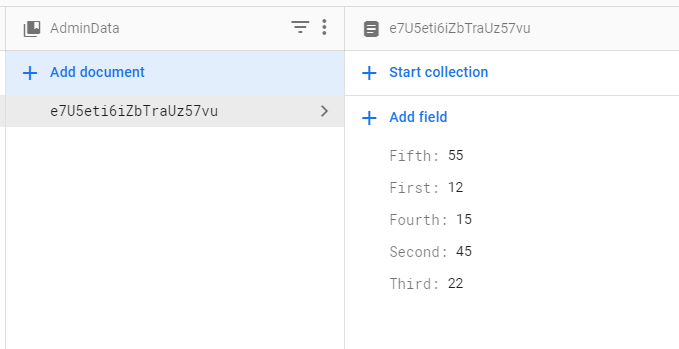 AdminData
Add document
e7U5eti6iZbTraUz57vu
e7U5eti6iZbTraUz57vu
Start collection
Add field
Fifth: 55
First: 12
Fourth: 15
Second: 45
Third: 22